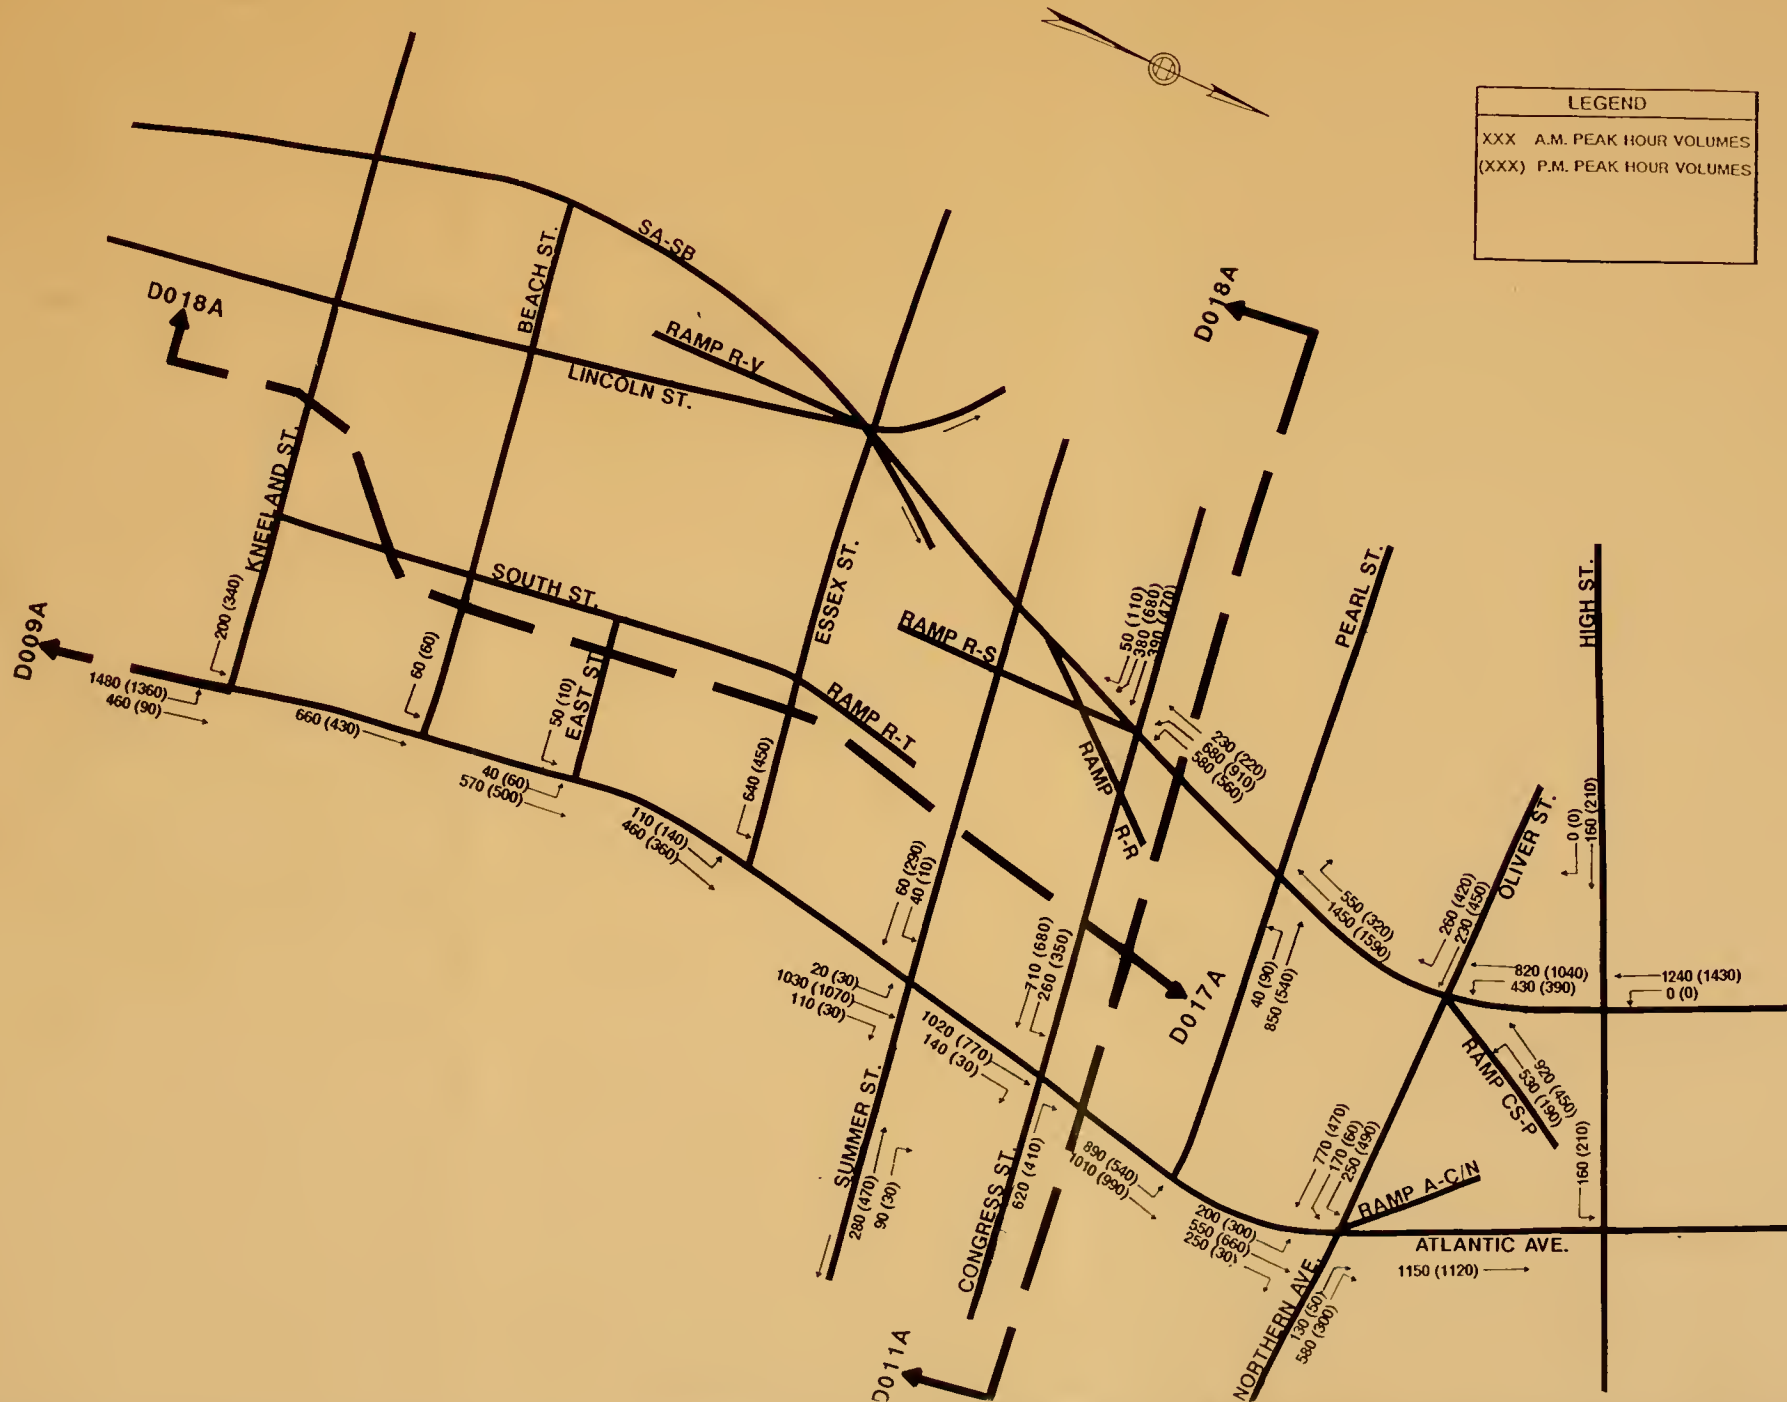 LEGEND
XXX A.M. PEAK HOUR VOLUMES
(XXX) P.M. PEAK HOUR VOLUMES
SA-SB
BEACH ST.
D018A
D018A
RAMP R-V
LINCOLN ST.
KNEELAND ST.
SOUTH ST.
ESSEX ST.
PEARL ST.
HIGH ST.
200 (340)
D009A
1480 (1360)
460 (90)
660 (430)
60 (60)
50 (10)
EAST ST.
40 (60)
570 (500)
RAMP R-S
RAMP R-T
50 (110)
380 (680)
390 (470)
230 (220)
680 (910)
580 (560)
RAMP R-R
640 (450)
110 (140)
460 (360)
60 (290)
40 (10)
20 (30)
1030 (1070)
110 (30)
710 (680)
260 (350)
1020 (770)
140 (30)
D017A
40 (90)
850 (540)
550 (320)
1450 (1590)
260 (420)
230 (450)
OLIVER ST.
0 (0)
160 (210)
820 (1040)
430 (390)
1240 (1430)
0 (0)
920 (450)
530 (190)
RAMP CS-P
160 (210)
SUMMER ST.
280 (470)
90 (30)
CONGRESS ST.
620 (410)
890 (540)
1010 (990)
770 (470)
170 (60)
250 (490)
RAMP A-C/N
200 (300)
550 (660)
250 (30)
ATLANTIC AVE.
1150 (1120)
NORTHERN AVE.
130 (50)
580 (300)
D011A